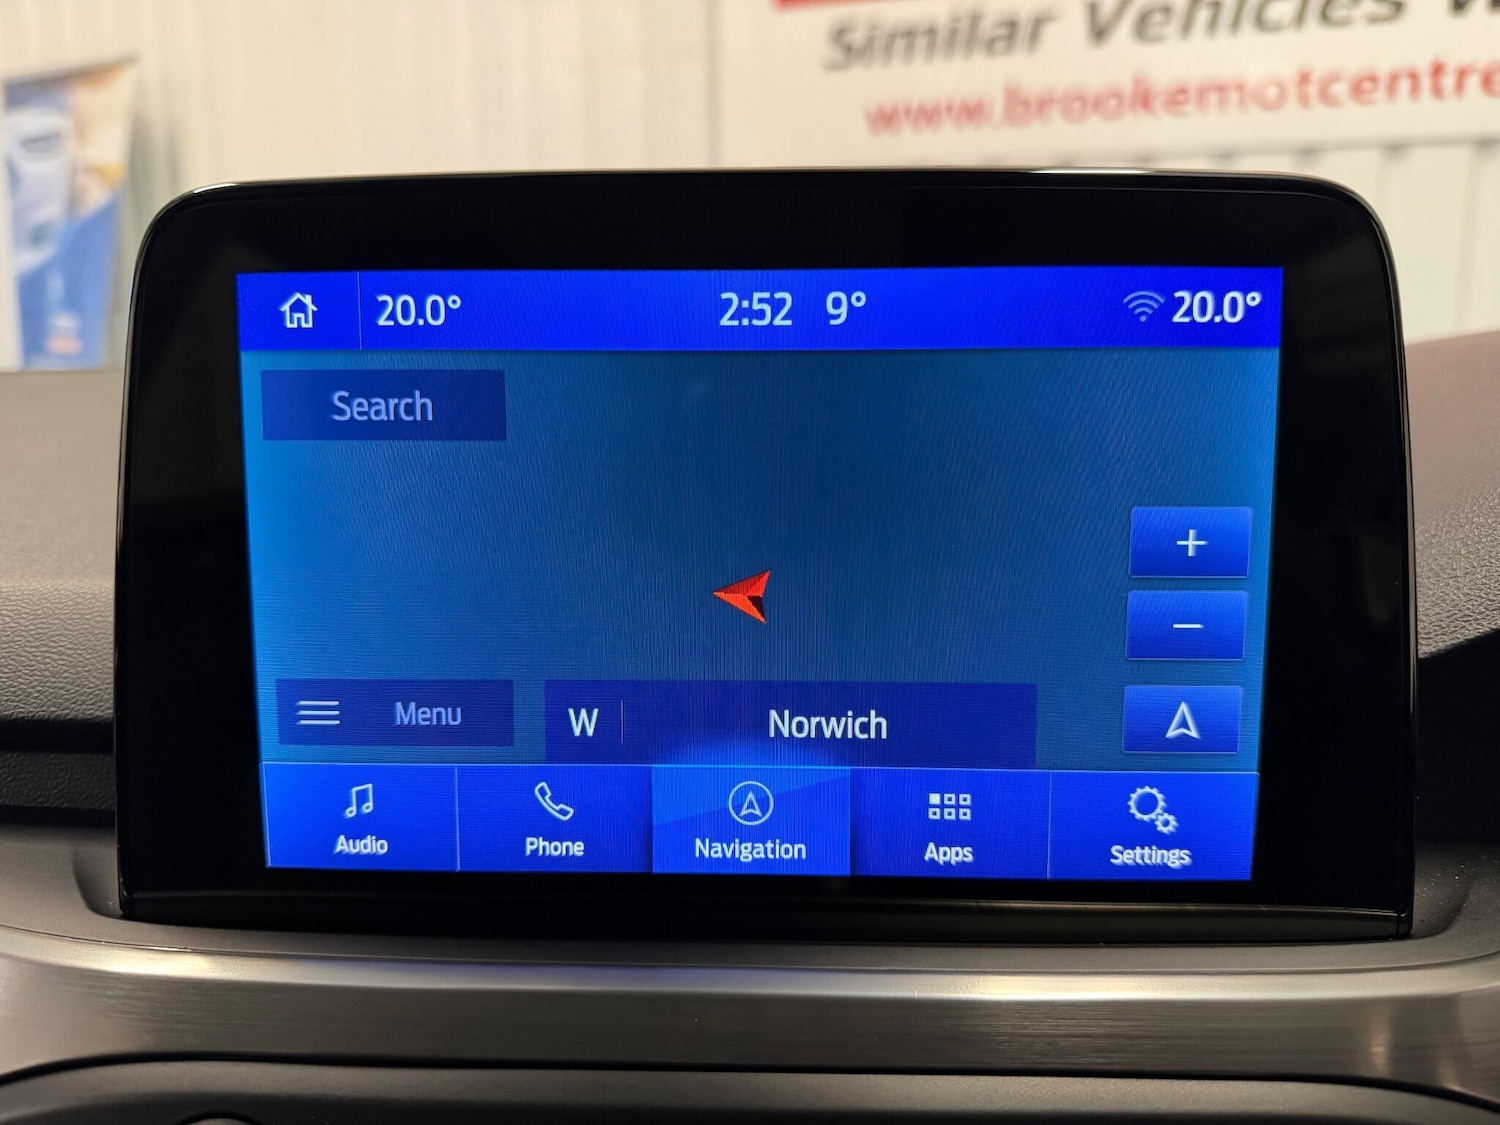 Similar Vehicles
www.brookemotcentre
20.0°
2:52 9°
20.0°
Search
+
−
Menu
W
Norwich
Audio
Phone
Navigation
Apps
Settings